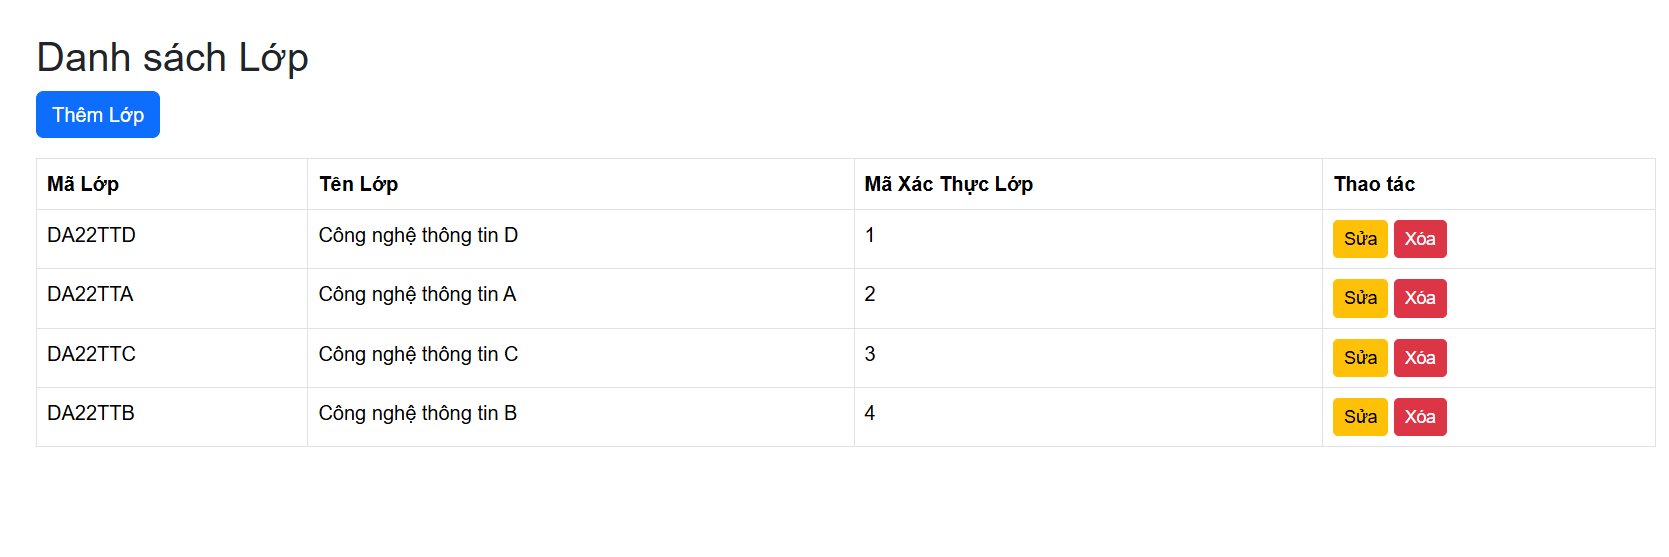 Danh sách Lớp
Thêm Lớp
Mã Lớp Tên Lớp Mã Xác Thực Lớp Thao tác
DA22TTD Công nghệ thông tin D 1 Sửa Xóa
DA22TTA Công nghệ thông tin A 2 Sửa Xóa
DA22TTC Công nghệ thông tin C 3 Sửa Xóa
DA22TTB Công nghệ thông tin B 4 Sửa Xóa